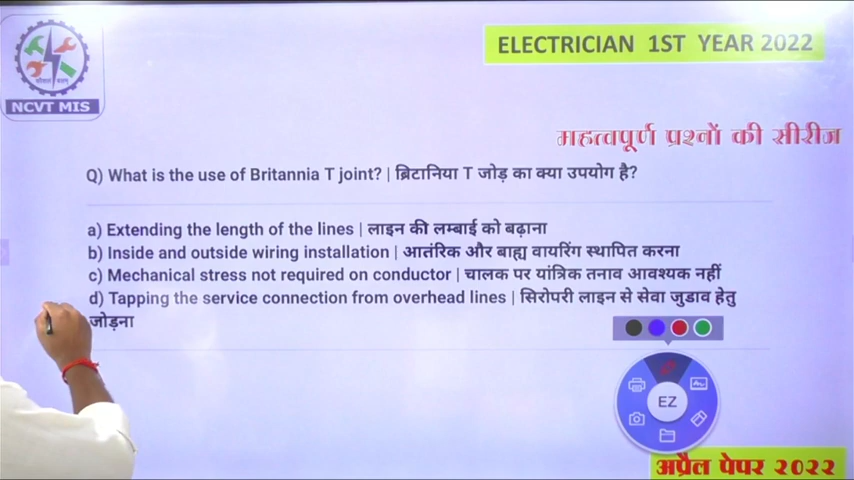 ELECTRICIAN 1ST YEAR 2022
NCVT MIS
महत्वपूर्ण प्रश्नों की सीरीज
Q) What is the use of Britannia T joint? | ब्रिटानिया T जोड़ का क्या उपयोग है?
a) Extending the length of the lines | लाइन की लम्बाई को बढ़ाना
b) Inside and outside wiring installation | आतंरिक और बाह्य वायरिंग स्थापित करना
c) Mechanical stress not required on conductor | चालक पर यांत्रिक तनाव आवश्यक नहीं
d) Tapping the service connection from overhead lines | सिरोपरी लाइन से सेवा जुडाव हेतु
जोड़ना
EZ
अप्रैल पेपर २०२२